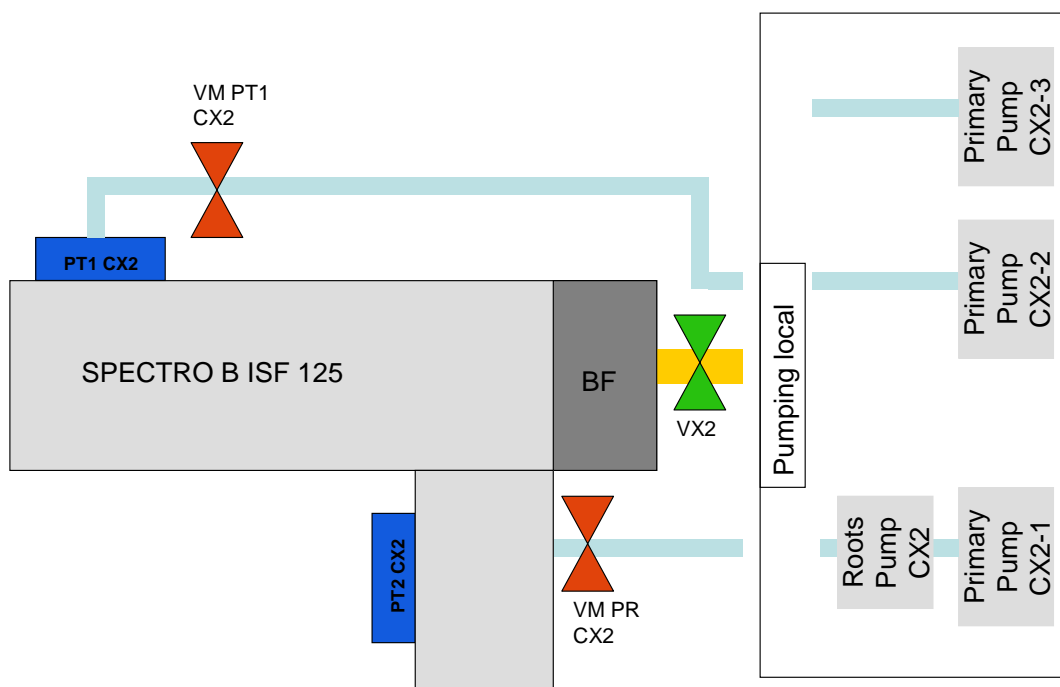 VM PT1
CX2
PT1 CX2
SPECTRO B ISF 125
BF
VX2
PT2 CX2
VM PR
CX2
Pumping local
Primary
Pump
CX2-3
Primary
Pump
CX2-2
Roots
Pump
CX2
Primary
Pump
CX2-1